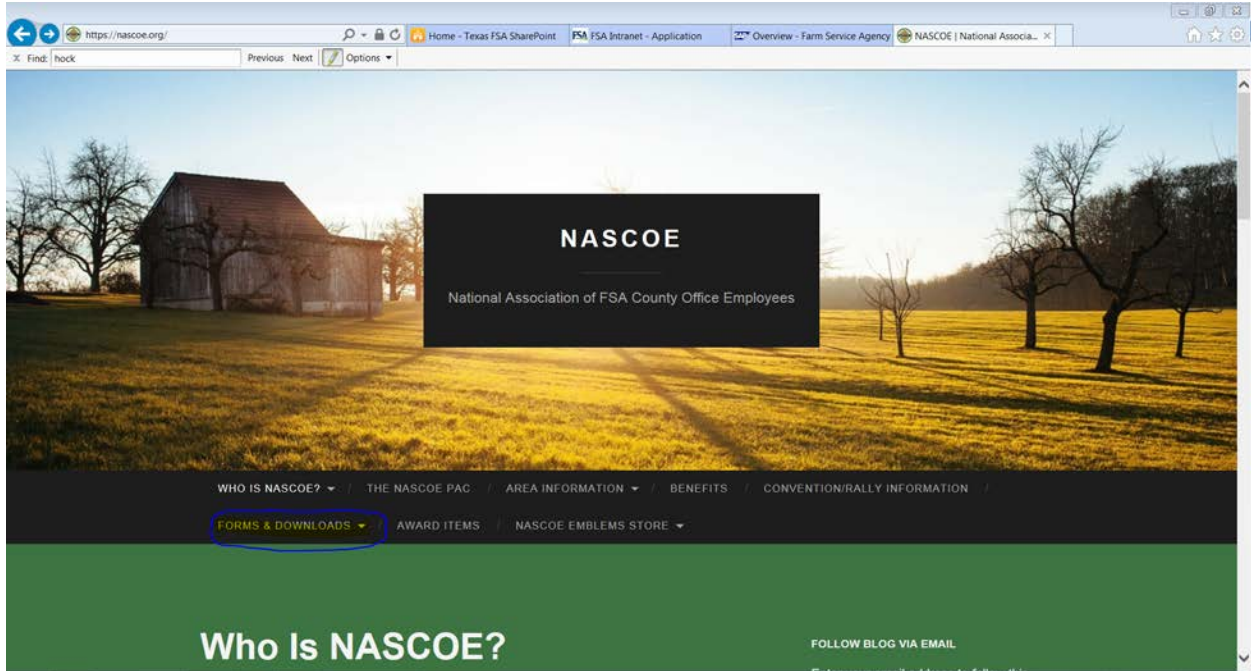 https://nascoe.org/
Home - Texas FSA SharePoint
FSA FSA Intranet - Application
Overview - Farm Service Agency
NASCOE | National Associa...
X Find: hock Previous Next Options
NASCOE
National Association of FSA County Office Employees
WHO IS NASCOE? / THE NASCOE PAC / AREA INFORMATION / BENEFITS / CONVENTION/RALLY INFORMATION /
FORMS & DOWNLOADS / AWARD ITEMS / NASCOE EMBLEMS STORE
Who Is NASCOE?
FOLLOW BLOG VIA EMAIL